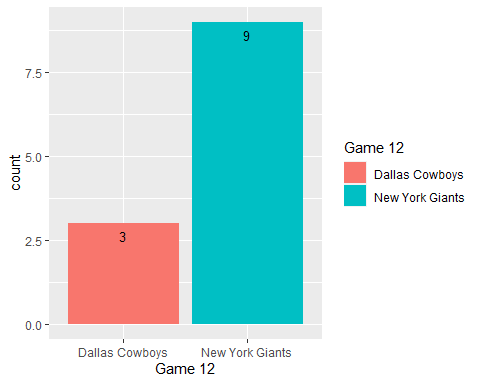 9
7.5
Game 12
Dallas Cowboys
5.0
count
New York Giants
3
2.5
0.0
Dallas Cowboys New York Giants
Game 12